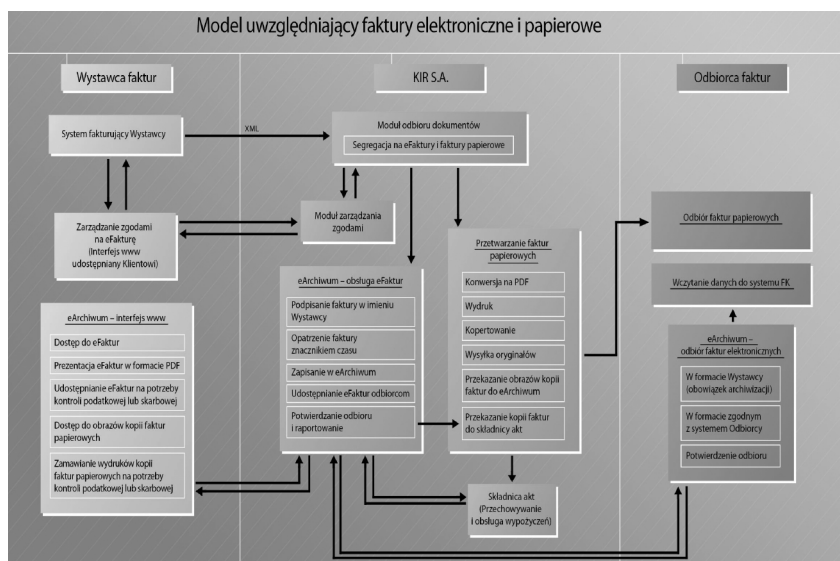 Model uwzględniający faktury elektroniczne i papierowe
Wystawca faktur
KIR S.A.
Odbiorca faktur
System fakturujący Wystawcy
XML
Moduł odbioru dokumentów
Segregacja na eFaktury i faktury papierowe
Zarządzanie zgodami
na eFakturę
(Interfejs www
udostępniany Klientowi)
Moduł zarządzania
zgodami
Odbiór faktur papierowych
Wczytanie danych do systemu FK
eArchiwum – interfejs www
Dostęp do eFaktur
Prezentacja eFaktur w formacie PDF
Udostępnianie eFaktur na potrzeby
kontroli podatkowej lub skarbowej
Dostęp do obrazów kopii faktur
papierowych
Zamawianie wydruków kopii
faktur papierowych na potrzeby
kontroli podatkowej lub skarbowej
eArchiwum – obsługa eFaktur
Podpisanie faktury w imieniu
Wystawcy
Opatrzenie faktury
znacznikiem czasu
Zapisanie w eArchiwum
Udostępnianie eFaktur odbiorcom
Potwierdzanie odbioru
i raportowanie
Przetwarzanie faktur
papierowych
Konwersja na PDF
Wydruk
Kopertowanie
Wysyłka oryginałów
Przekazanie obrazów kopii
faktur do eArchiwum
Przekazanie kopii faktur
do składnicy akt
Składnica akt
(Przechowywanie
i obsługa wypożyczeń)
eArchiwum –
odbiór faktur elektronicznych
W formacie Wystawcy
(obowiązek archiwizacji)
W formacie zgodnym
z systemem Odbiorcy
Potwierdzenie odbioru